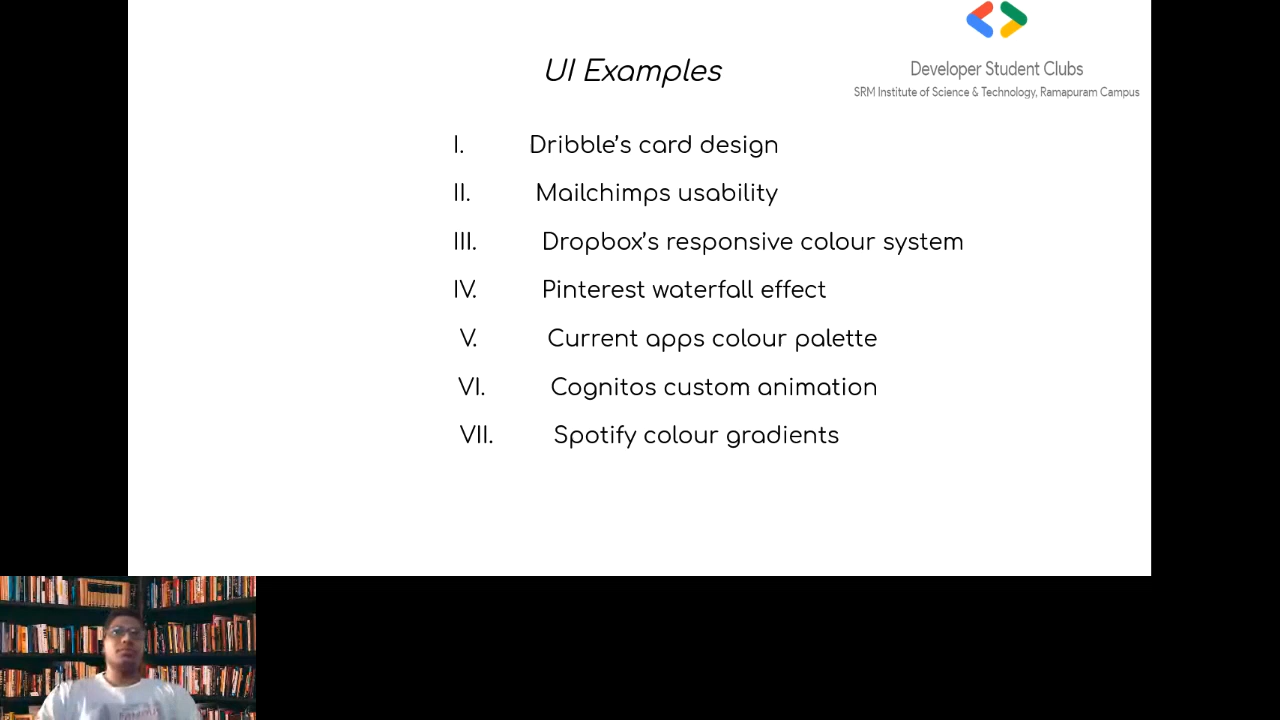 UI Examples
Developer Student Clubs
SRM Institute of Science & Technology, Ramapuram Campus
I. Dribble's card design
II. Mailchimps usability
III. Dropbox's responsive colour system
IV. Pinterest waterfall effect
V. Current apps colour palette
VI. Cognitos custom animation
VII. Spotify colour gradients